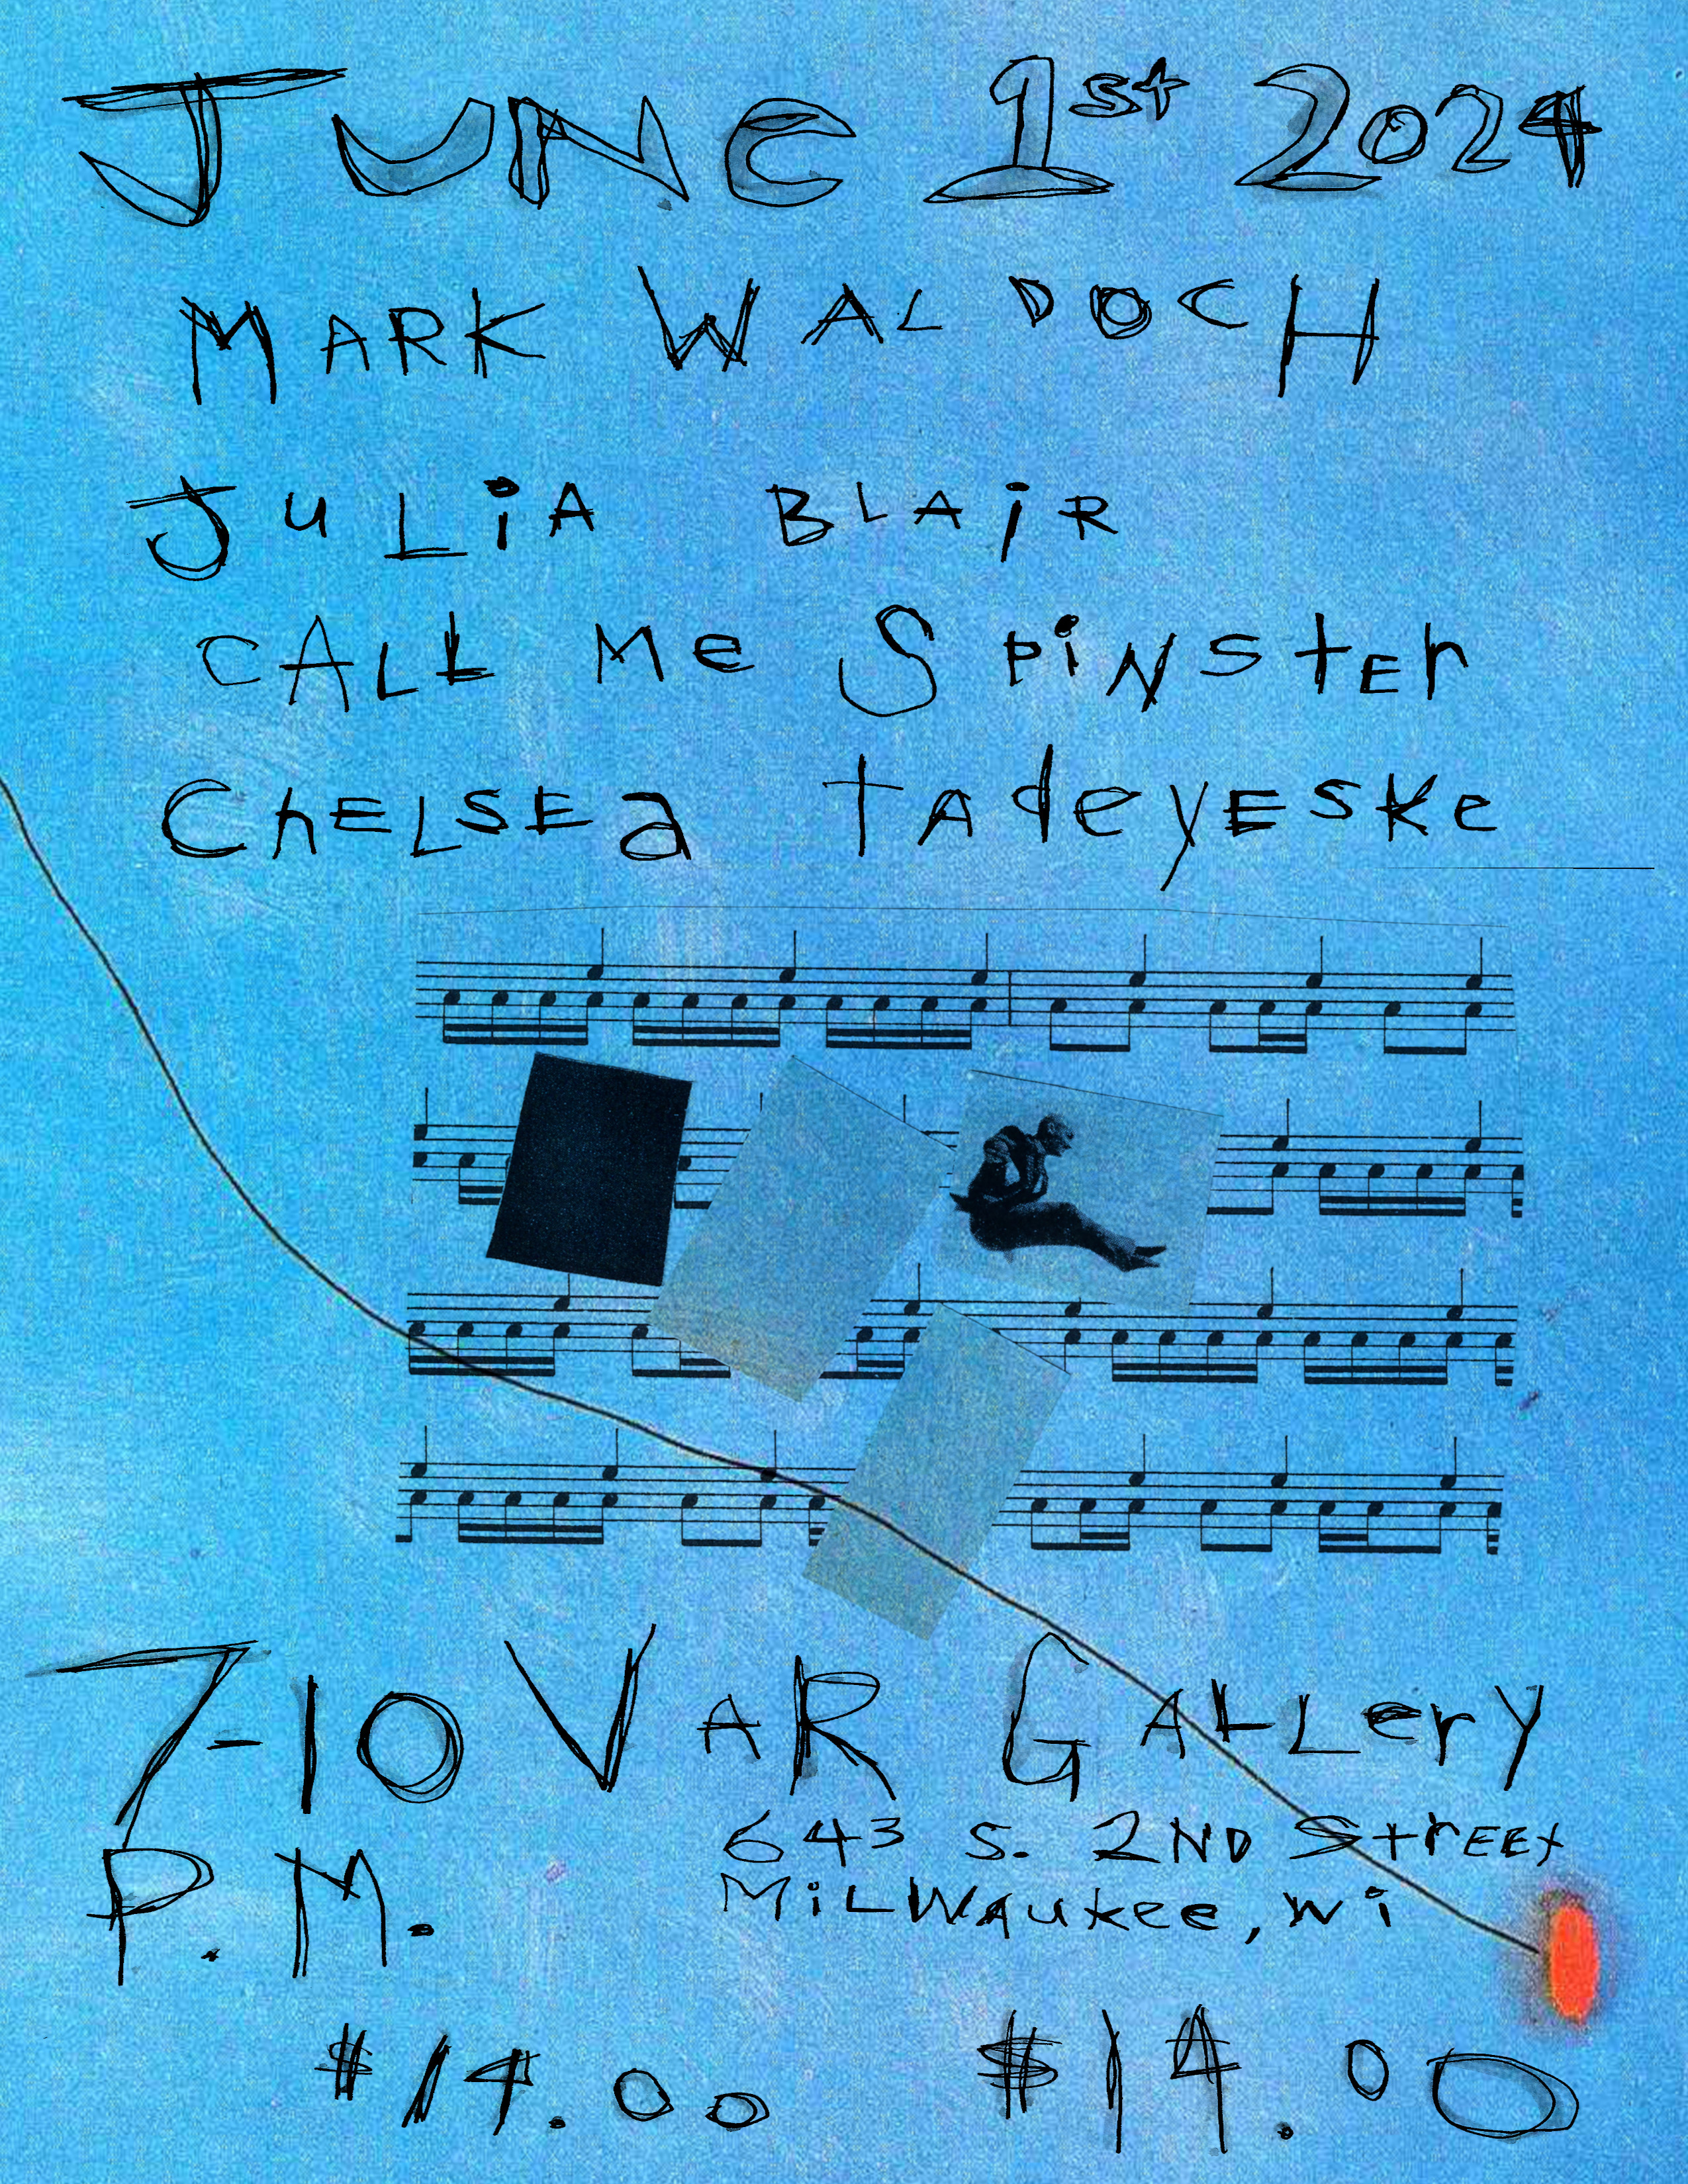 JUNE 1st 2024
MARK WALDOCH
JULiA BLAiR
CALL Me SPiNStEr
ChELSEa tAdeyESKe
7-10 VAR GALLery
P.M.
643 S. 2ND StrEEt
MiLWAukee, Wi
$14.00 $14.00